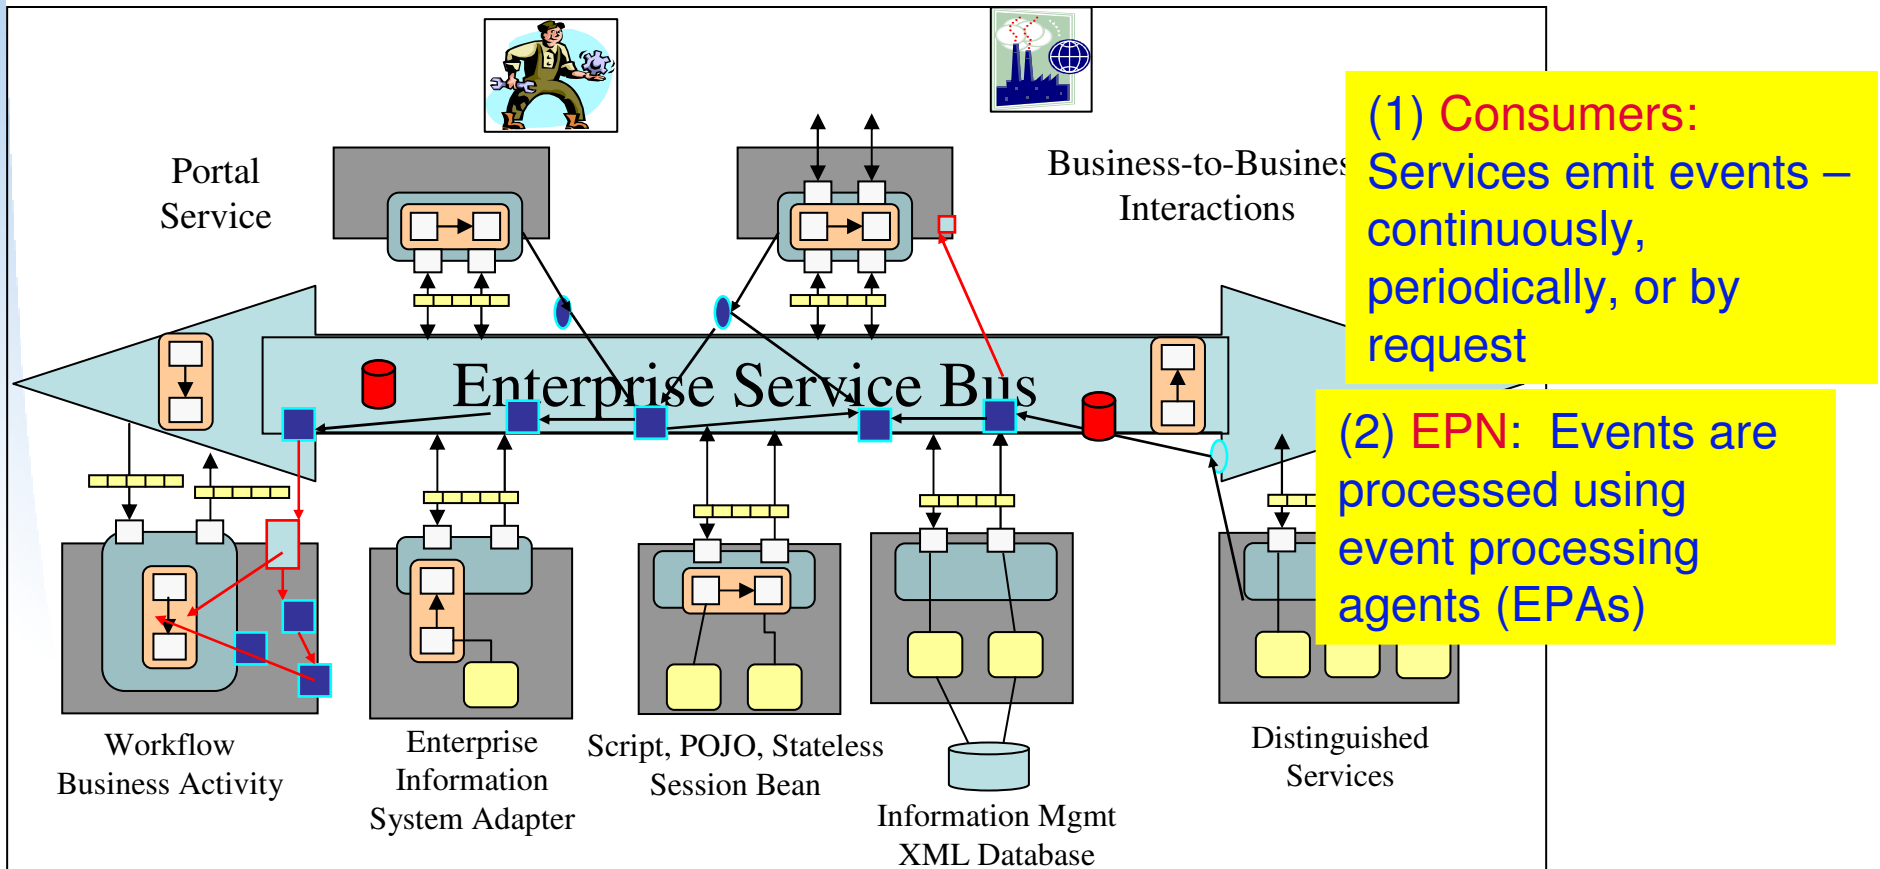 Portal
Service
Business-to-Busines
Interactions
(1) Consumers:
Services emit events –
continuously,
periodically, or by
request
Enterprise Service Bus
(2) EPN: Events are
processed using
event processing
agents (EPAs)
Workflow
Business Activity
Enterprise
Information
System Adapter
Script, POJO, Stateless
Session Bean
Information Mgmt
XML Database
Distinguished
Services